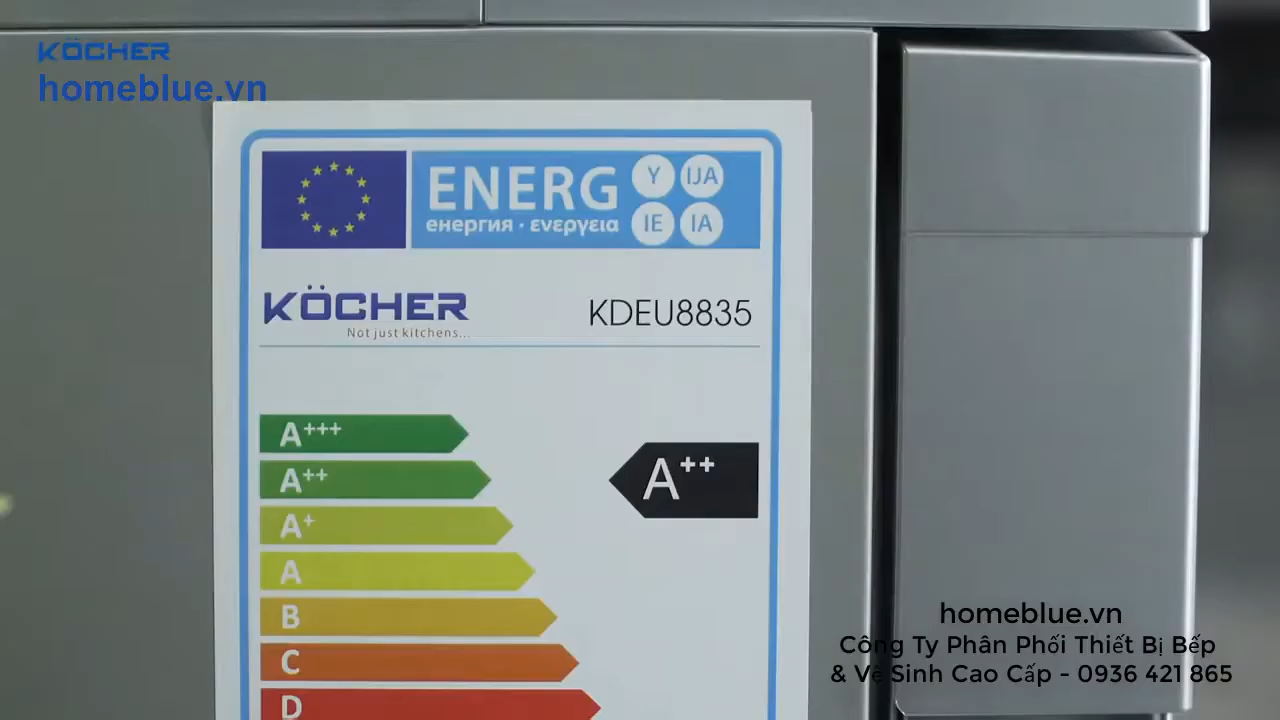 KÖCHER
homeblue.vn
ENERG
Y IJA
IE IA
енергия · ενεργεια
KÖCHER
Not just kitchens...
KDEU8835
A+++
A++
A++
A+
A
B
C
D
homeblue.vn
Công Ty Phân Phối Thiết Bị Bếp
& Vệ Sinh Cao Cấp - 0936 421 865